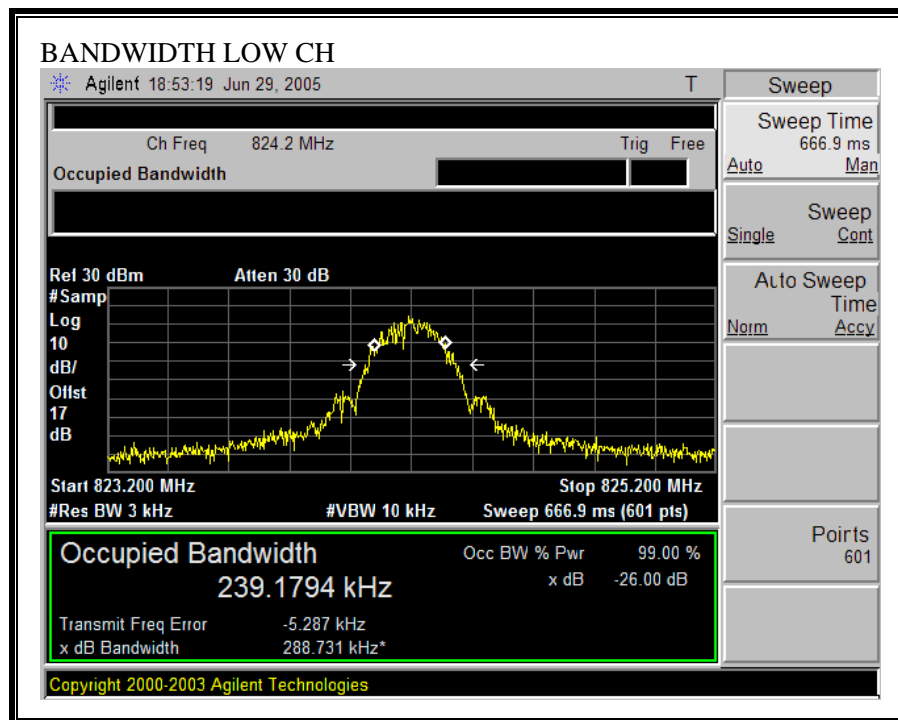 BANDWIDTH LOW CH
Agilent 18:53:19 Jun 29, 2005 T
Sweep
Ch Freq 824.2 MHz Trig Free
Occupied Bandwidth
Sweep Time
666.9 ms
Auto Man
Sweep
Single Cont
Auto Sweep
Time
Norm Accy
Ref 30 dBm Atten 30 dB
#Samp
Log
10
dB/
Offst
17
dB
Start 823.200 MHz Stop 825.200 MHz
#Res BW 3 kHz #VBW 10 kHz Sweep 666.9 ms (601 pts)
Occupied Bandwidth Occ BW % Pwr 99.00 %
239.1794 kHz x dB -26.00 dB
Transmit Freq Error -5.287 kHz
x dB Bandwidth 288.731 kHz*
Points
601
Copyright 2000-2003 Agilent Technologies